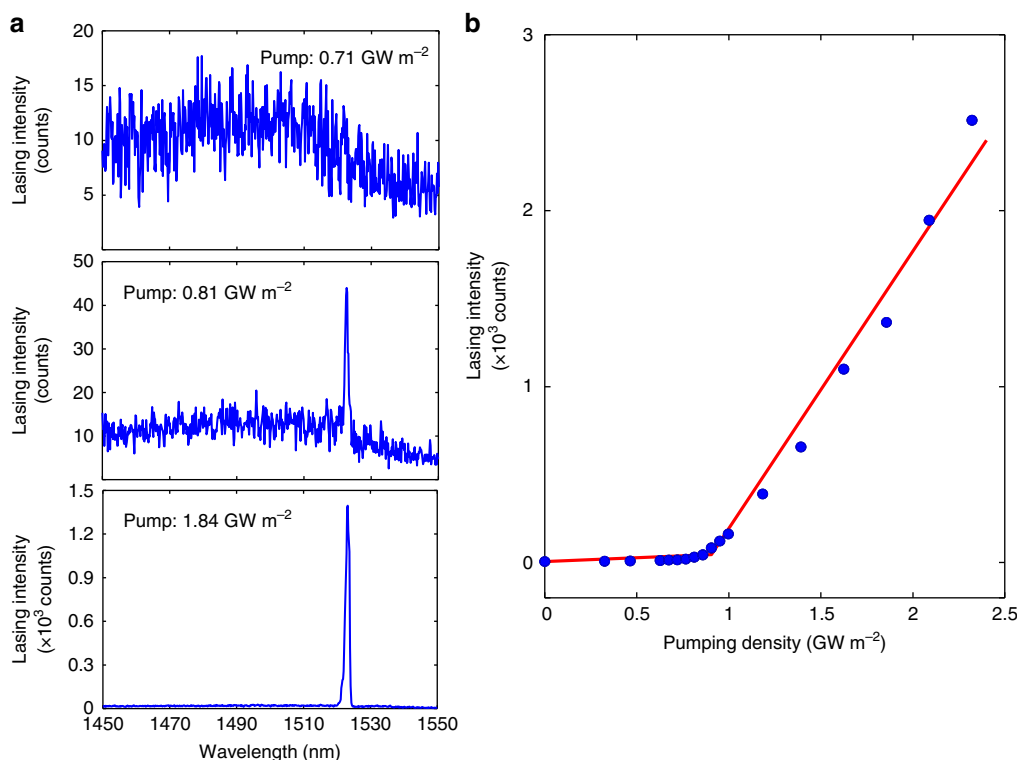 a
Pump: 0.71 GW m⁻²
Lasing intensity
(counts)
20
15
10
5
0
Pump: 0.81 GW m⁻²
Lasing intensity
(counts)
50
40
30
20
10
0
Pump: 1.84 GW m⁻²
Lasing intensity
(×10³ counts)
1.5
1.2
0.9
0.6
0.3
0
1450 1470 1490 1510 1530 1550
Wavelength (nm)
b
Lasing intensity
(×10³ counts)
3
2
1
0
0 0.5 1 1.5 2 2.5
Pumping density (GW m⁻²)